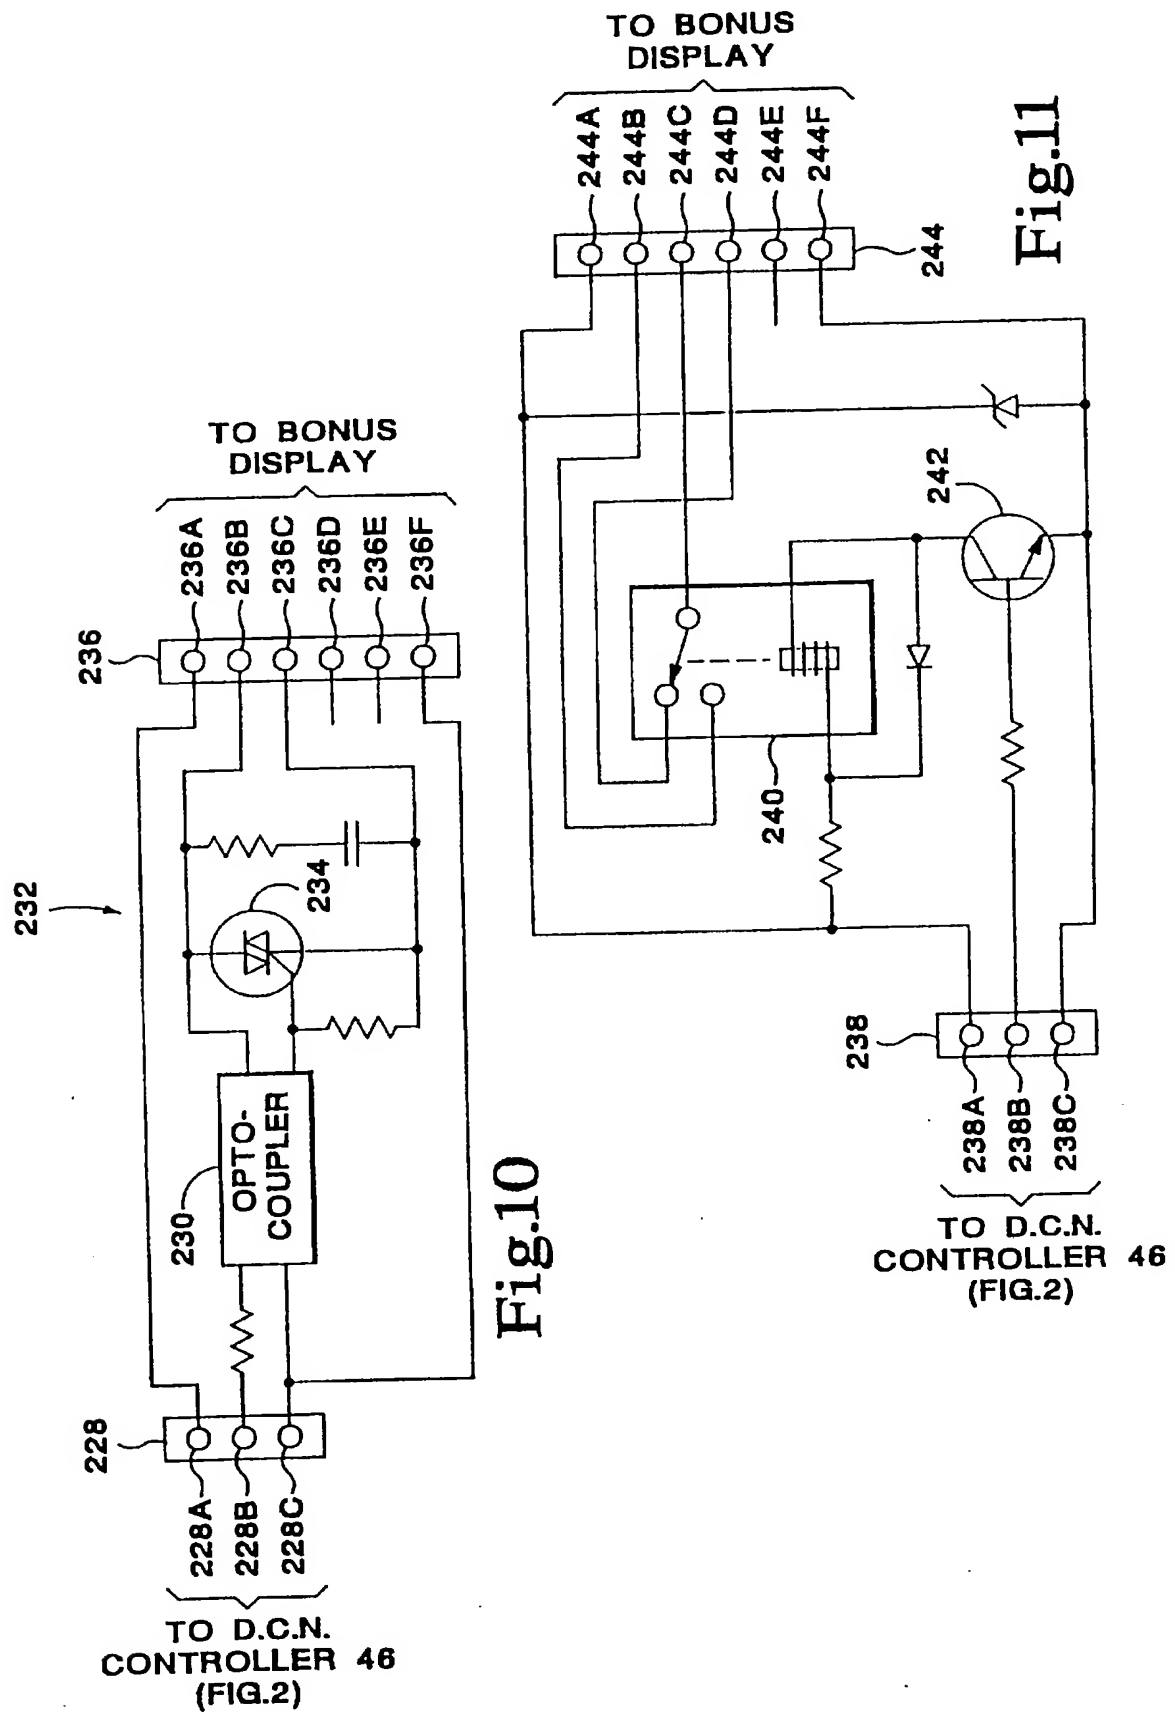 Fig.10
232
TO D.C.N.
CONTROLLER 46
(FIG.2)
228
228A
228B
228C
230
OPTO-
COUPLER
234
236
236A
236B
236C
236D
236E
236F
TO BONUS
DISPLAY
Fig.11
TO D.C.N.
CONTROLLER 46
(FIG.2)
238
238A
238B
238C
240
242
244
244A
244B
244C
244D
244E
244F
TO BONUS
DISPLAY